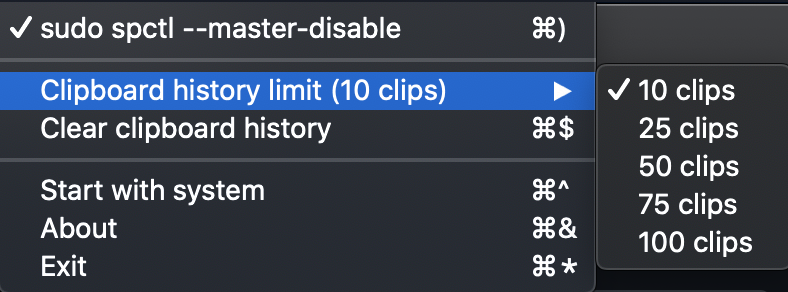 ✓ sudo spctl --master-disable ⌘)
Clipboard history limit (10 clips) ▶
Clear clipboard history ⌘$
Start with system ⌘^
About ⌘&
Exit ⌘*
✓ 10 clips
25 clips
50 clips
75 clips
100 clips